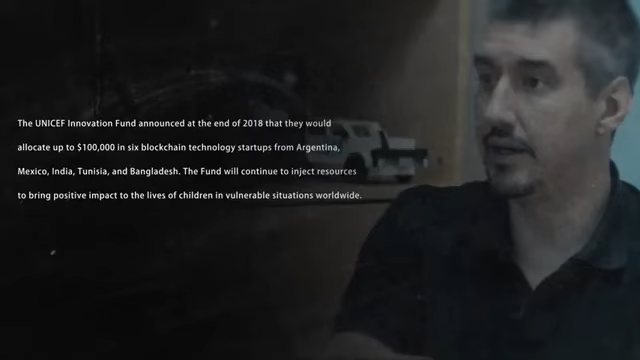 The UNICEF Innovation Fund announced at the end of 2018 that they would
allocate up to $100,000 in six blockchain technology startups from Argentina,
Mexico, India, Tunisia, and Bangladesh. The Fund will continue to inject resources
to bring positive impact to the lives of children in vulnerable situations worldwide.